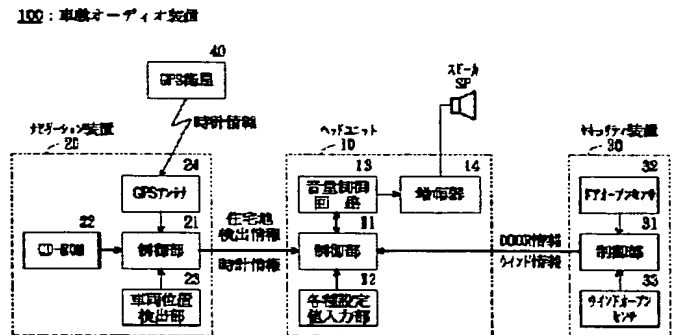 100：車載オーディオ装置
40
GPS衛星
時計情報
スピーカ
SP
ナビゲーション装置
20
ヘッドユニット
10
セキュリティ装置
30
24
GPSアンテナ
13
音量制御
回路
14
増幅器
32
ドアオープンセンサ
22
CD-ROM
21
制御部
住宅地
検出情報
時計情報
11
制御部
DOOR情報
ウインド情報
31
制御部
23
車両位置
検出部
12
各種設定
値入力部
33
ウインドオープン
センサ